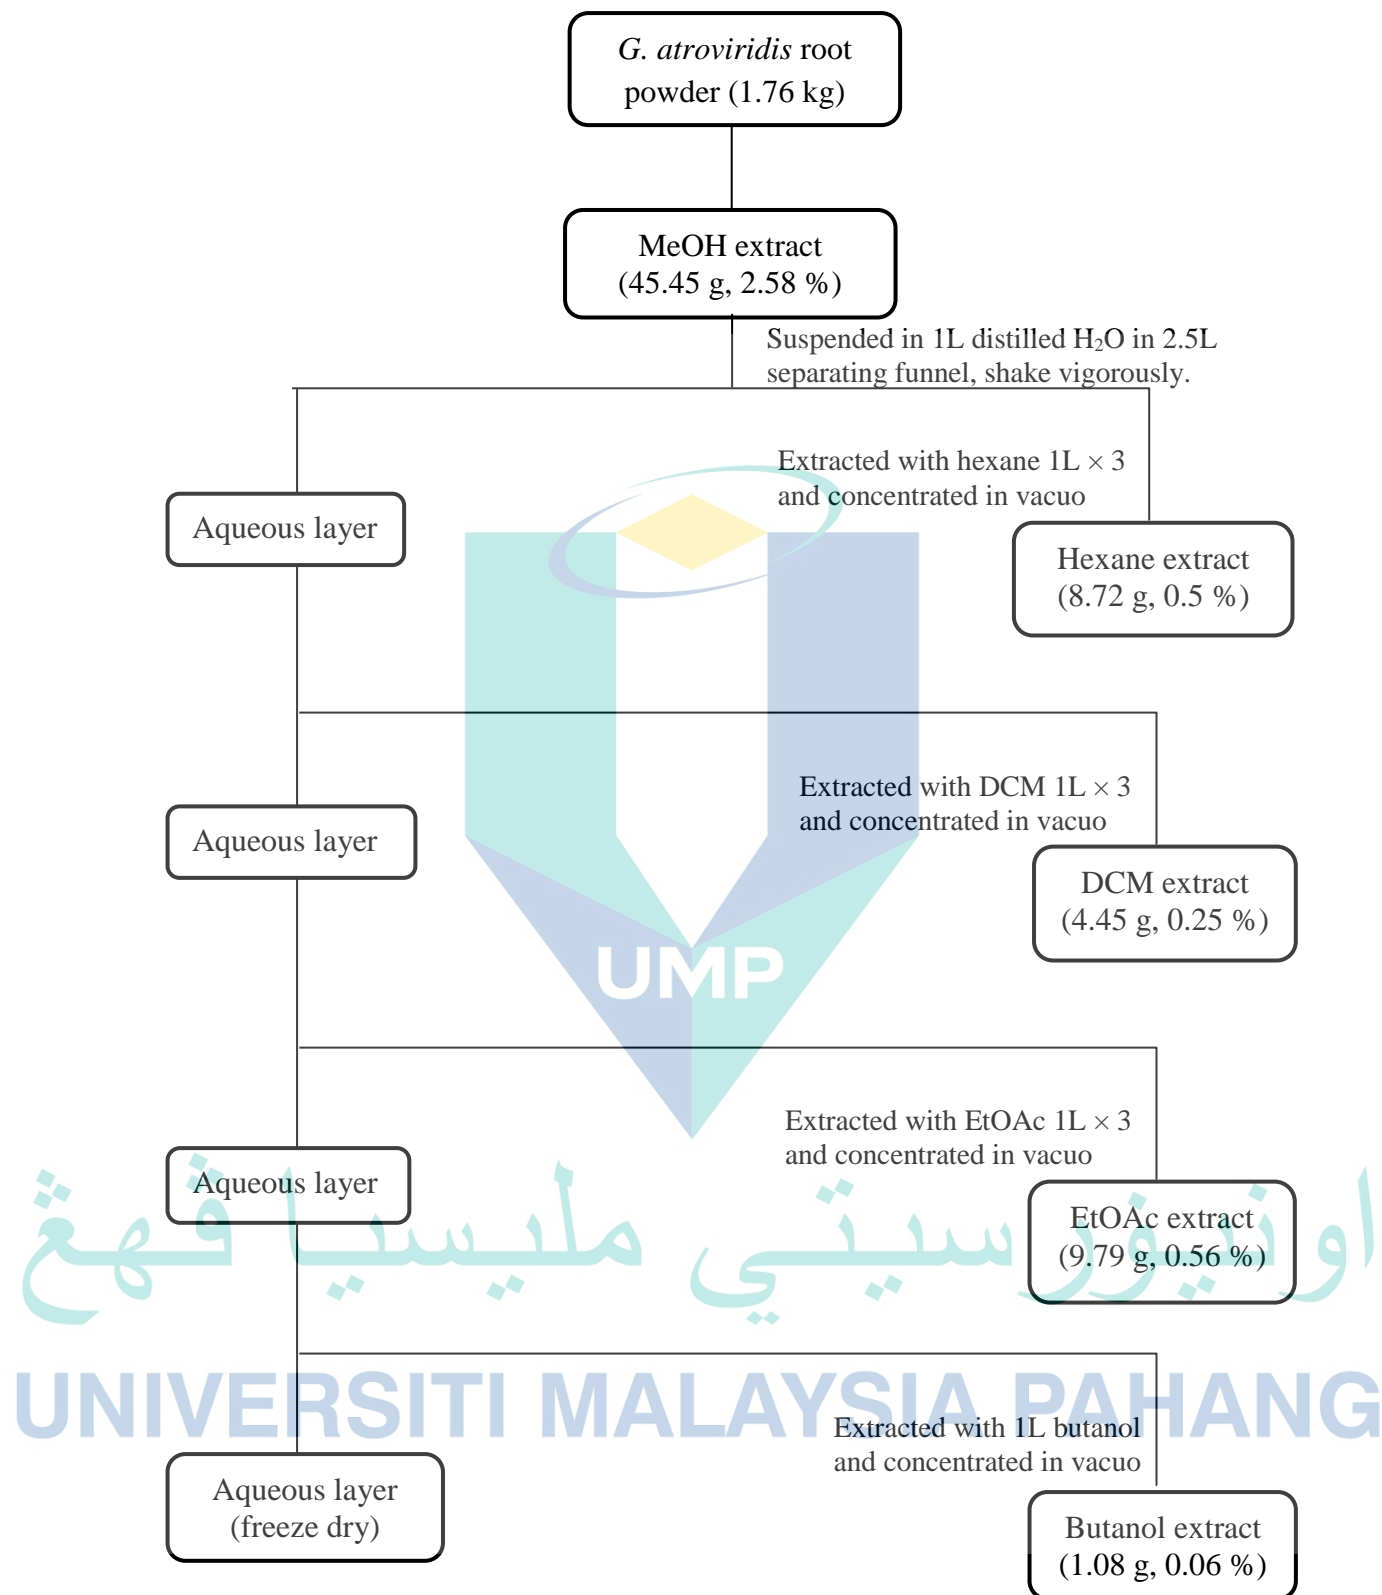 G. atroviridis root
powder (1.76 kg)
MeOH extract
(45.45 g, 2.58 %)
Suspended in 1L distilled H₂O in 2.5L
separating funnel, shake vigorously.
Extracted with hexane 1L × 3
and concentrated in vacuo
Aqueous layer
Hexane extract
(8.72 g, 0.5 %)
Extracted with DCM 1L × 3
and concentrated in vacuo
Aqueous layer
DCM extract
(4.45 g, 0.25 %)
UMP
Extracted with EtOAc 1L × 3
and concentrated in vacuo
Aqueous layer
EtOAc extract
(9.79 g, 0.56 %)
اونيۏرسيتي مليسيا ڤهڠ
UNIVERSITI MALAYSIA PAHANG
Extracted with 1L butanol
and concentrated in vacuo
Aqueous layer
(freeze dry)
Butanol extract
(1.08 g, 0.06 %)